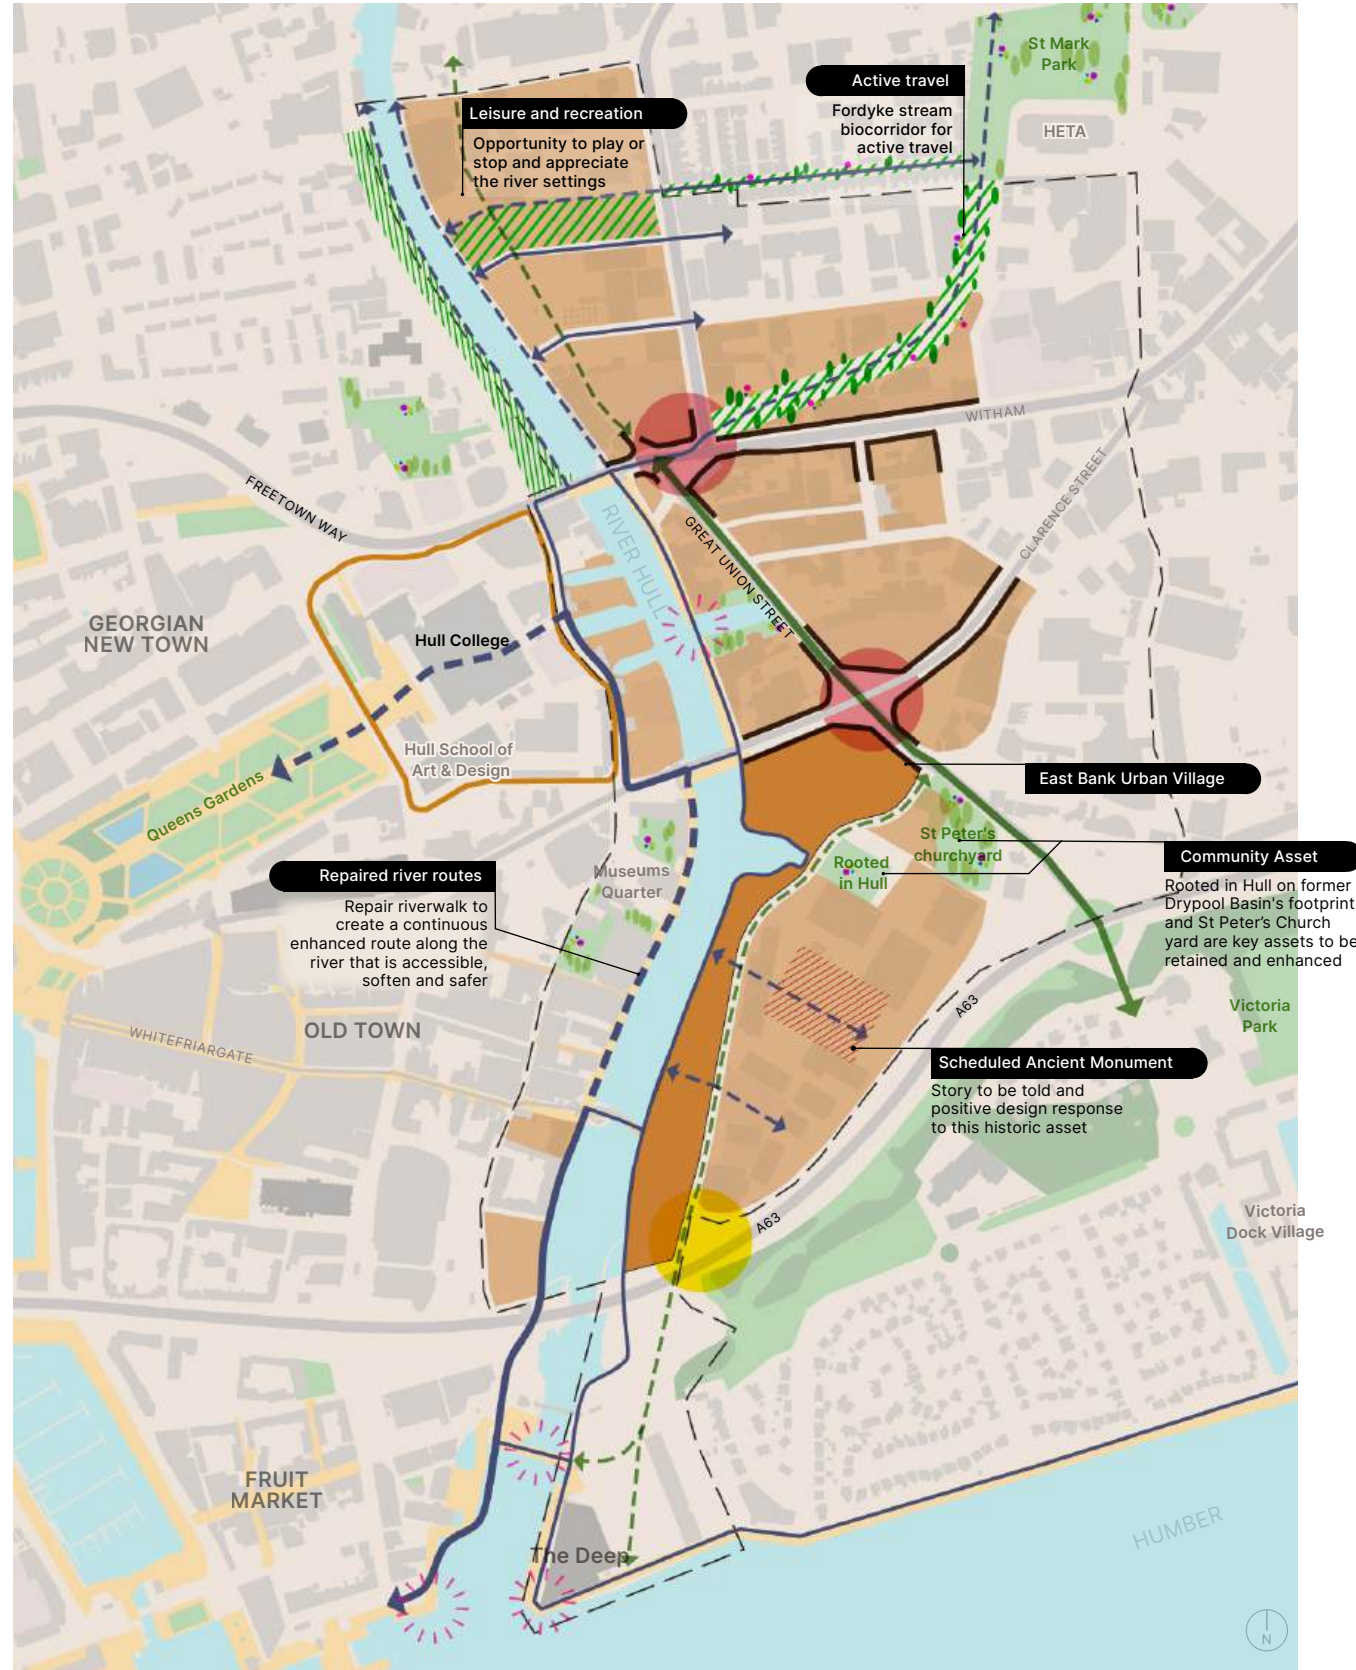 St Mark
Park
Active travel
Fordyke stream
biocorridor for
active travel
HETA
Leisure and recreation
Opportunity to play or
stop and appreciate
the river settings
WITHAM
CLARENCE STREET
FREETOWN WAY
RIVER HULL
GREAT UNION STREET
GEORGIAN
NEW TOWN
Hull College
Hull School of
Art & Design
Queens Gardens
East Bank Urban Village
St Peter's
churchyard
Rooted
in Hull
Community Asset
Rooted in Hull on former
Drypool Basin's footprint
and St Peter’s Church
yard are key assets to be
retained and enhanced
Museums
Quarter
Repaired river routes
Repair riverwalk to
create a continuous
enhanced route along the
river that is accessible,
soften and safer
A63
Victoria
Park
WHITEFRIARGATE
OLD TOWN
Scheduled Ancient Monument
Story to be told and
positive design response
to this historic asset
A63
Victoria
Dock Village
FRUIT
MARKET
The Deep
HUMBER
N